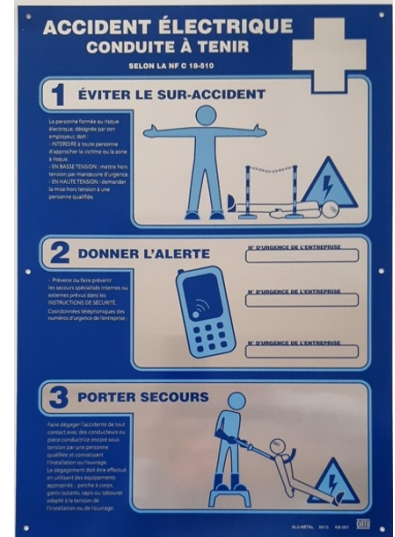 ACCIDENT ÉLECTRIQUE
CONDUITE À TENIR
SELON LA NF C 18-510
1 ÉVITER LE SUR-ACCIDENT
La personne formée au risque
électrique, désignée par son
employeur, doit :
- INTERDIRE à toute personne
d'approcher la victime ou la zone
à risque.
- EN BASSE TENSION : mettre hors
tension par manœuvre d'urgence
- EN HAUTE TENSION : demander
la mise hors tension à une
personne qualifiée.
2 DONNER L'ALERTE
- Prévenir ou faire prévenir
les secours spécialisés internes ou
externes prévus dans les
INSTRUCTIONS DE SÉCURITÉ.
Coordonnées téléphoniques des
numéros d'urgence de l'entreprise :
N° D'URGENCE DE L'ENTREPRISE
N° D'URGENCE DE L'ENTREPRISE
N° D'URGENCE DE L'ENTREPRISE
3 PORTER SECOURS
Faire dégager l'accidenté de tout
contact avec des conducteurs ou
pièce conductrice encore sous
tension par une personne
qualifiée et connaissant
l'installation ou l'ouvrage.
Le dégagement doit être effectué
en utilisant des équipements
appropriés : perche à corps,
gants isolants, tapis ou tabouret
adapté à la tension de
l'installation ou de l'ouvrage.
ALU-MÉTAL